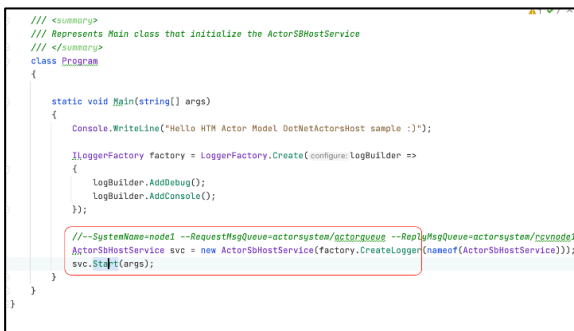 /// <summary>
/// Represents Main class that initialize the ActorSBHostService
/// </summary>
class Program
{
static void Main(string[] args)
{
Console.WriteLine("Hello HTM Actor Model DotNetActorsHost sample :)");
ILoggerFactory factory = LoggerFactory.Create( configure: logBuilder =>
{
logBuilder.AddDebug();
logBuilder.AddConsole();
});
//--SystemName=node1 --RequestMsgQueue=actorsystem/actorqueue --ReplyMsgQueue=actorsystem/rcvnode1
ActorSbHostService svc = new ActorSbHostService(factory.CreateLogger(nameof(ActorSbHostService)));
svc.Start(args);
}
}
}